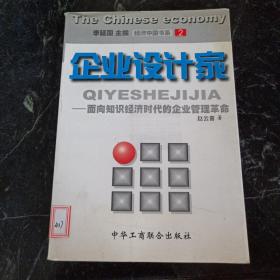 The Chinese economy
李延国 主编 经济中国书系 2
企业设计家
QIYESHEJIJIA
——面向知识经济时代的企业管理革命
赵云喜 著
中华工商联合出版社